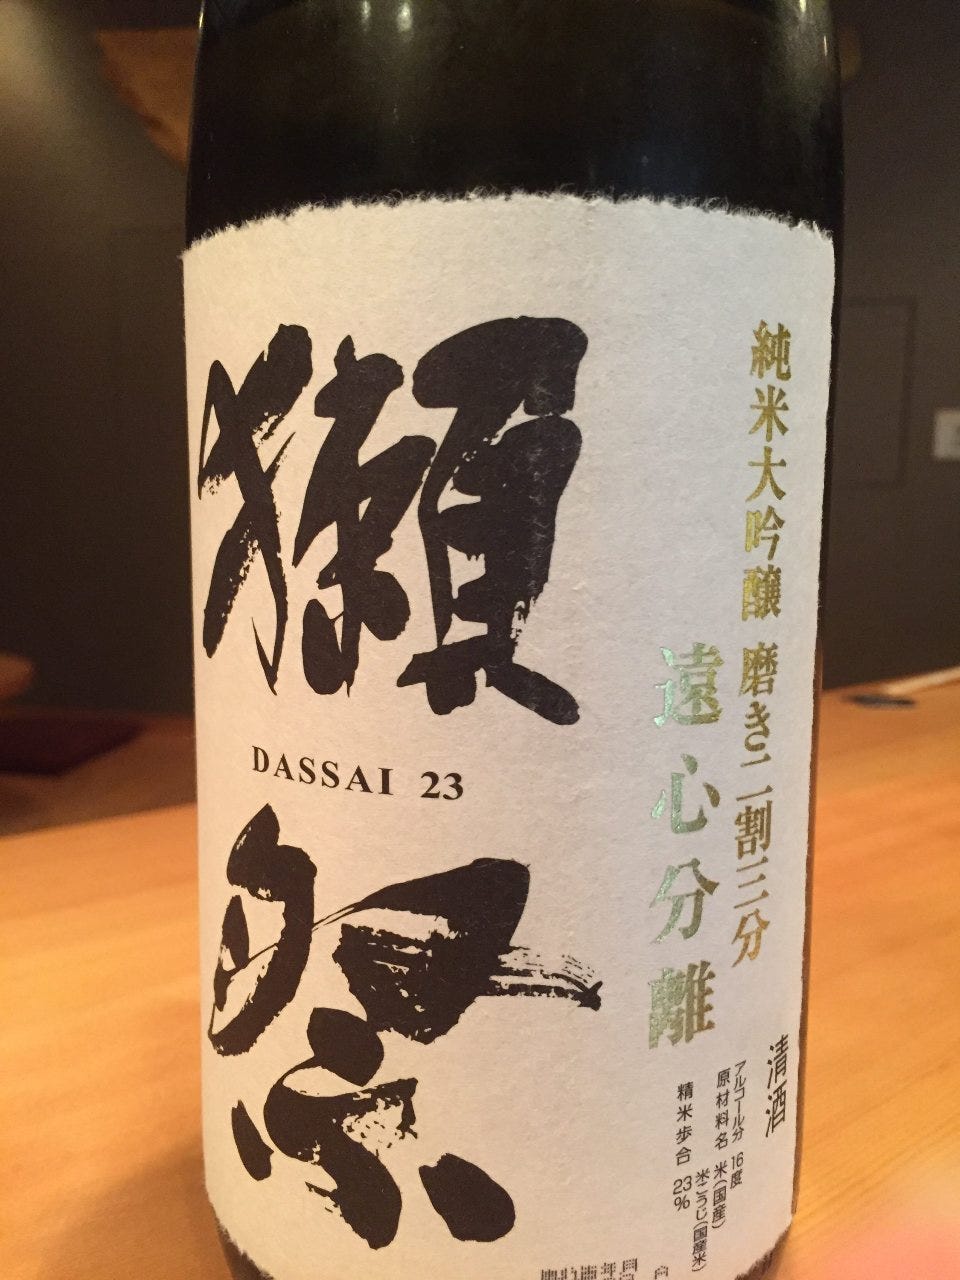 獺祭
DASSAI 23
純米大吟醸 磨き二割三分
遠心分離
清酒
アルコール分 16度
原材料名 米(国産)
米こうじ(国産米)
精米歩合 23%